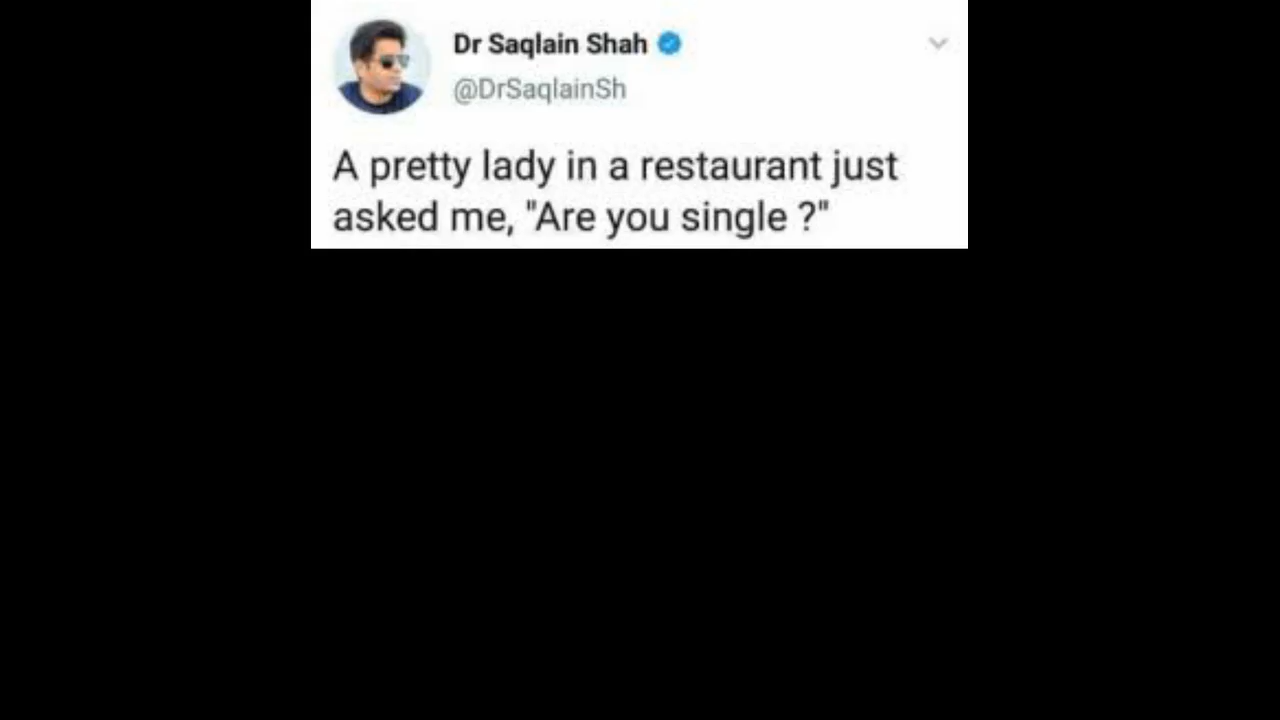 Dr Saqlain Shah
@DrSaqlainSh
A pretty lady in a restaurant just
asked me, "Are you single ?"